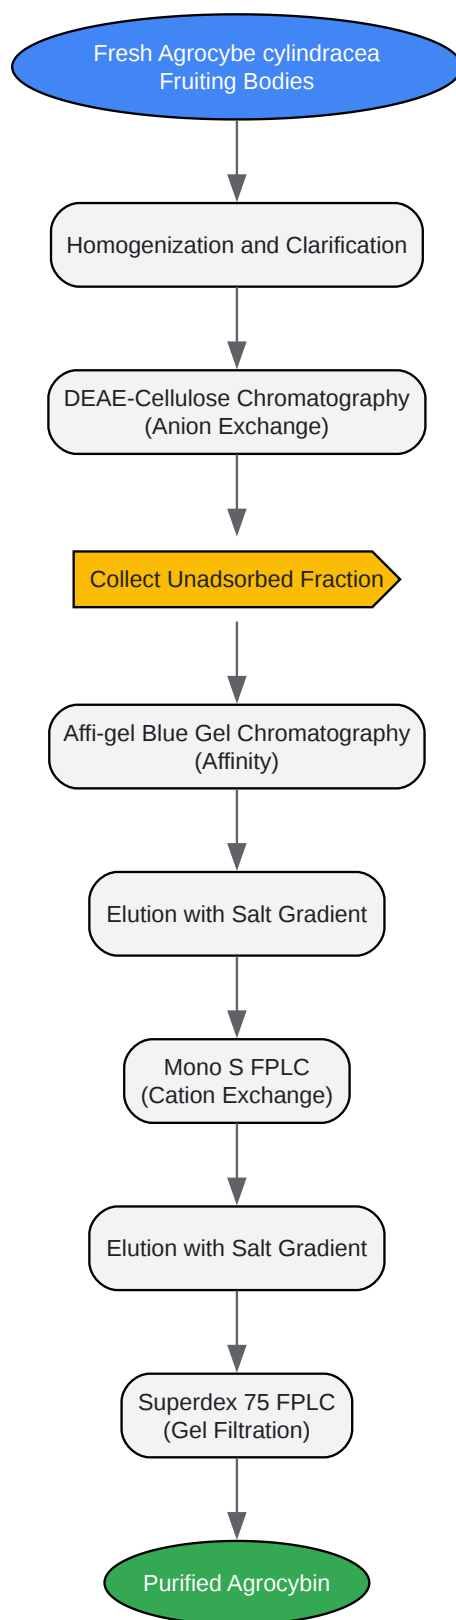 Fresh Agrocybe cylindracea
Fruiting Bodies
Homogenization and Clarification
DEAE-Cellulose Chromatography
(Anion Exchange)
Collect Unadsorbed Fraction
Affi-gel Blue Gel Chromatography
(Affinity)
Elution with Salt Gradient
Mono S FPLC
(Cation Exchange)
Elution with Salt Gradient
Superdex 75 FPLC
(Gel Filtration)
Purified Agrocybin